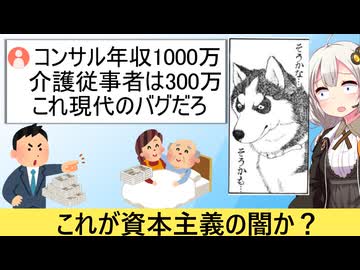 コンサル年収1000万
介護従事者は300万
これ現代のバグだろ
そうかな…
そうかも…
これが資本主義の闇か？